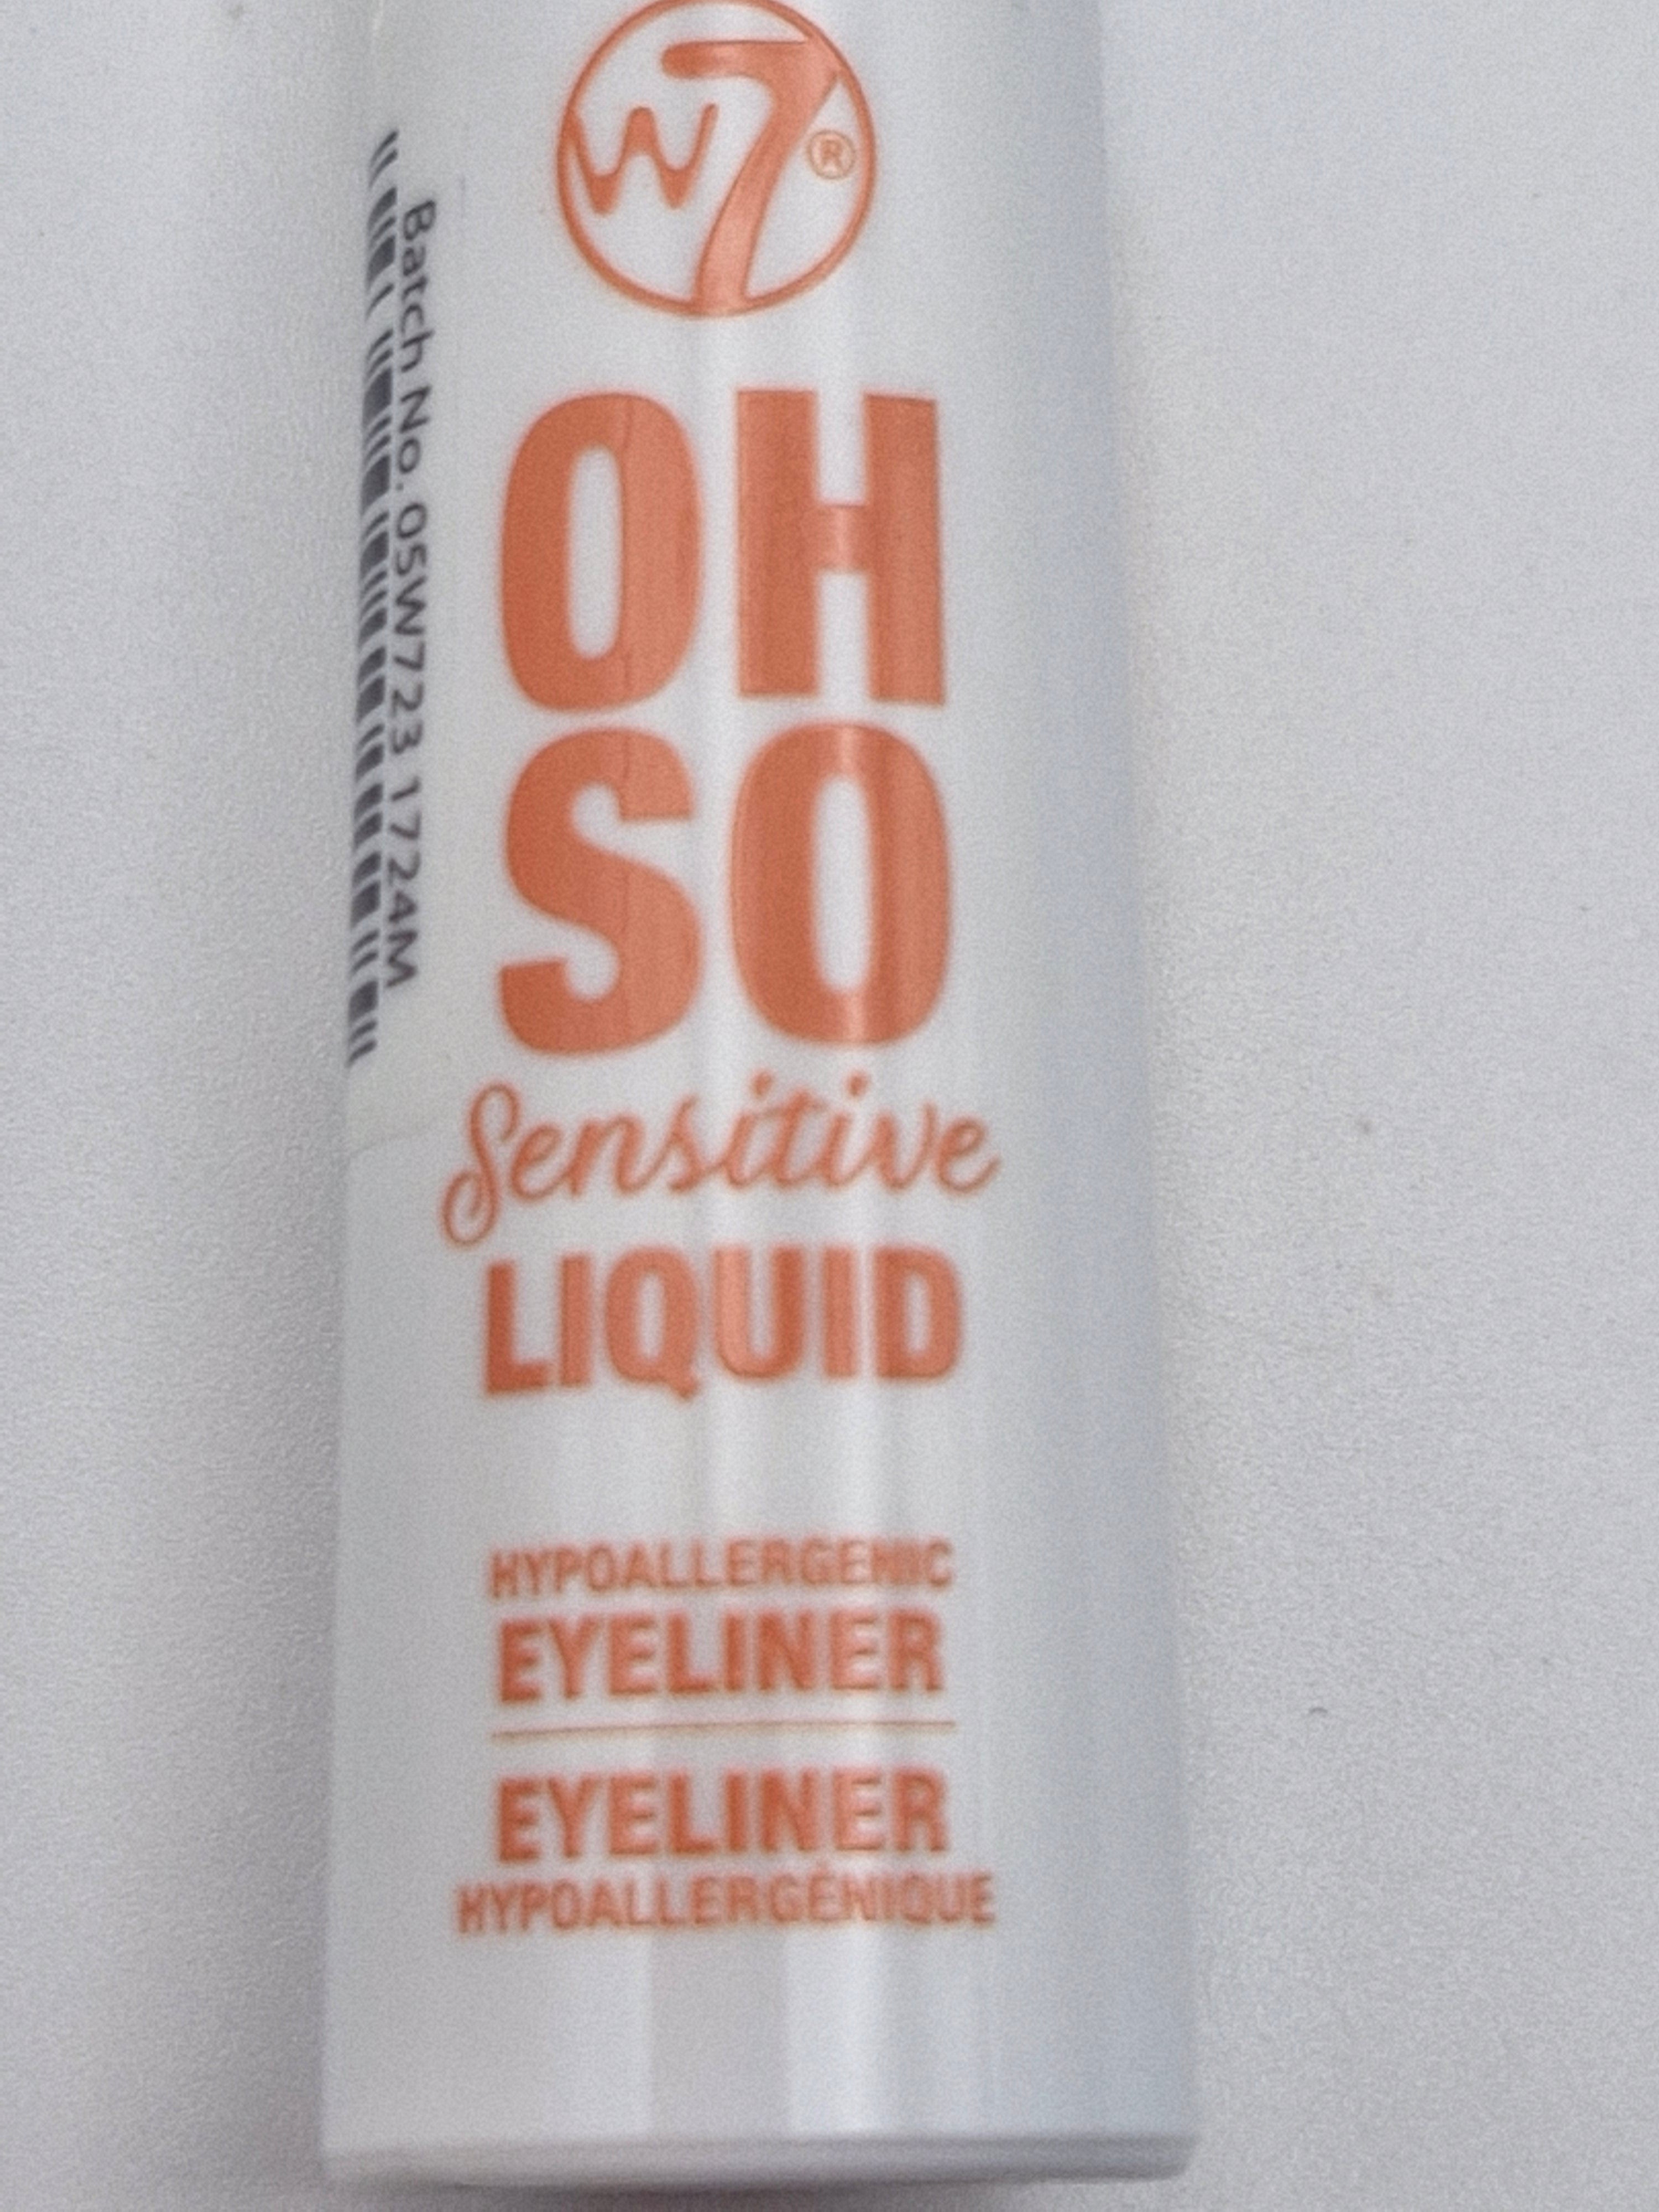 W7®
OH
SO
Sensitive
LIQUID
HYPOALLERGENIC
EYELINER
EYELINER
HYPOALLERGÉNIQUE
Batch No. 05W723 1724M